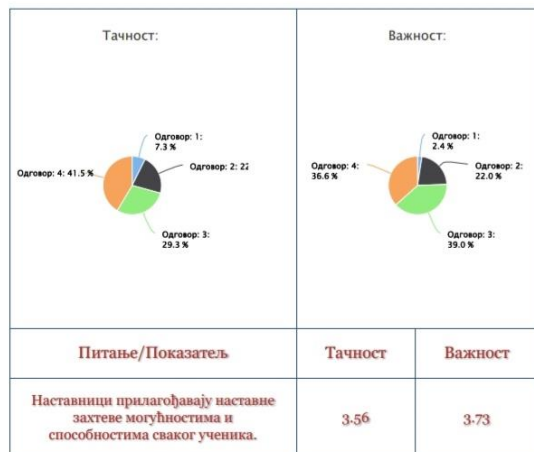 Тачност:
Важност:
Одговор: 1:
7.3 %
Одговор: 2: 22
Одговор: 3:
29.3 %
Одговор: 4: 41.5 %
Одговор: 1:
2.4 %
Одговор: 2:
22.0 %
Одговор: 3:
39.0 %
Одговор: 4:
36.6 %
Питање/Показатељ
Тачност
Важност
Наставници прилагођавају наставне
захтеве могућностима и
способностима сваког ученика.
3.56
3.73